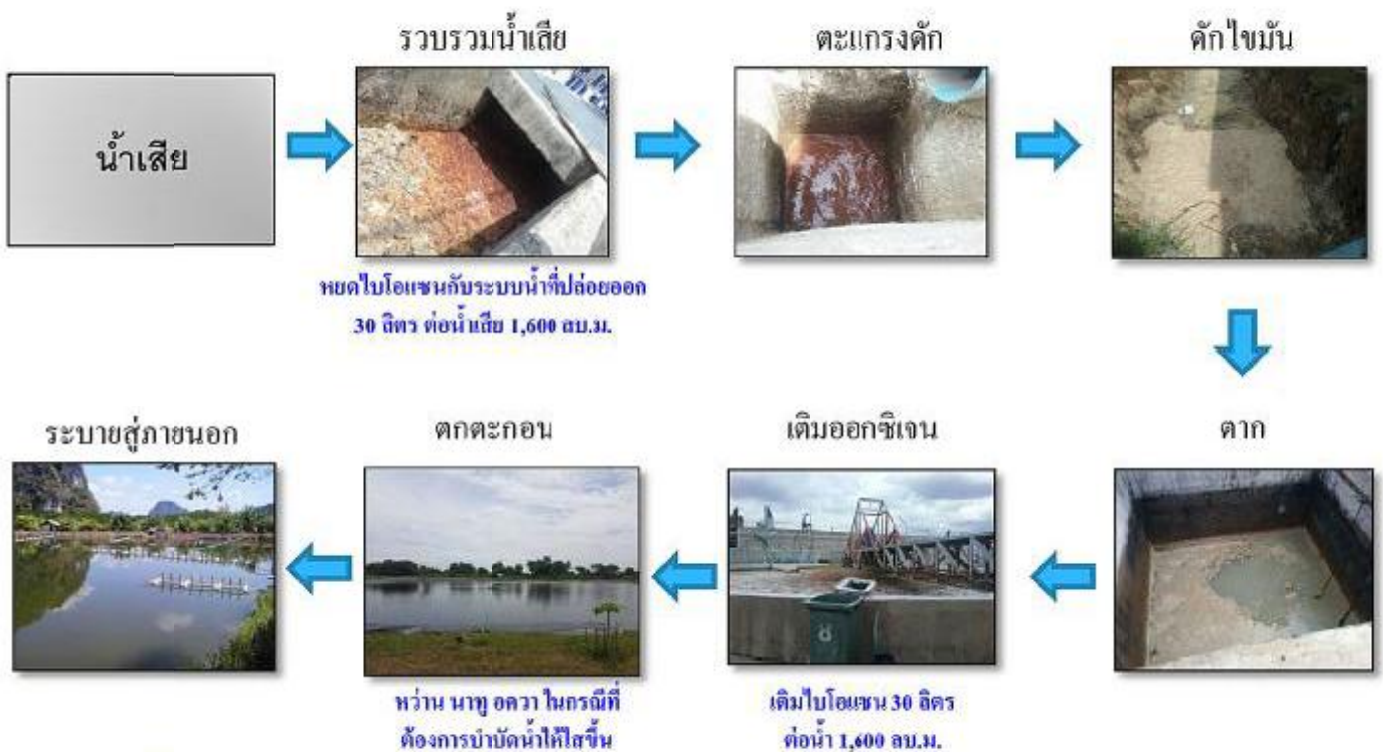 น้ำเสีย
รวบรวมน้ำเสีย
ตะแกรงดัก
ดักไขมัน
หยดไบโอแซนกับระบบน้ำที่ปล่อยออก
30 ลิตร ต่อน้ำเสีย 1,600 ลบ.ม.
ตาก
เติมออกซิเจน
เติมไบโอแซน 30 ลิตร
ต่อน้ำ 1,600 ลบ.ม.
ตกตะกอน
หว่าน นาทู อควา ในกรณีที่
ต้องการบำบัดน้ำให้ใสขึ้น
ระบายสู่ภายนอก